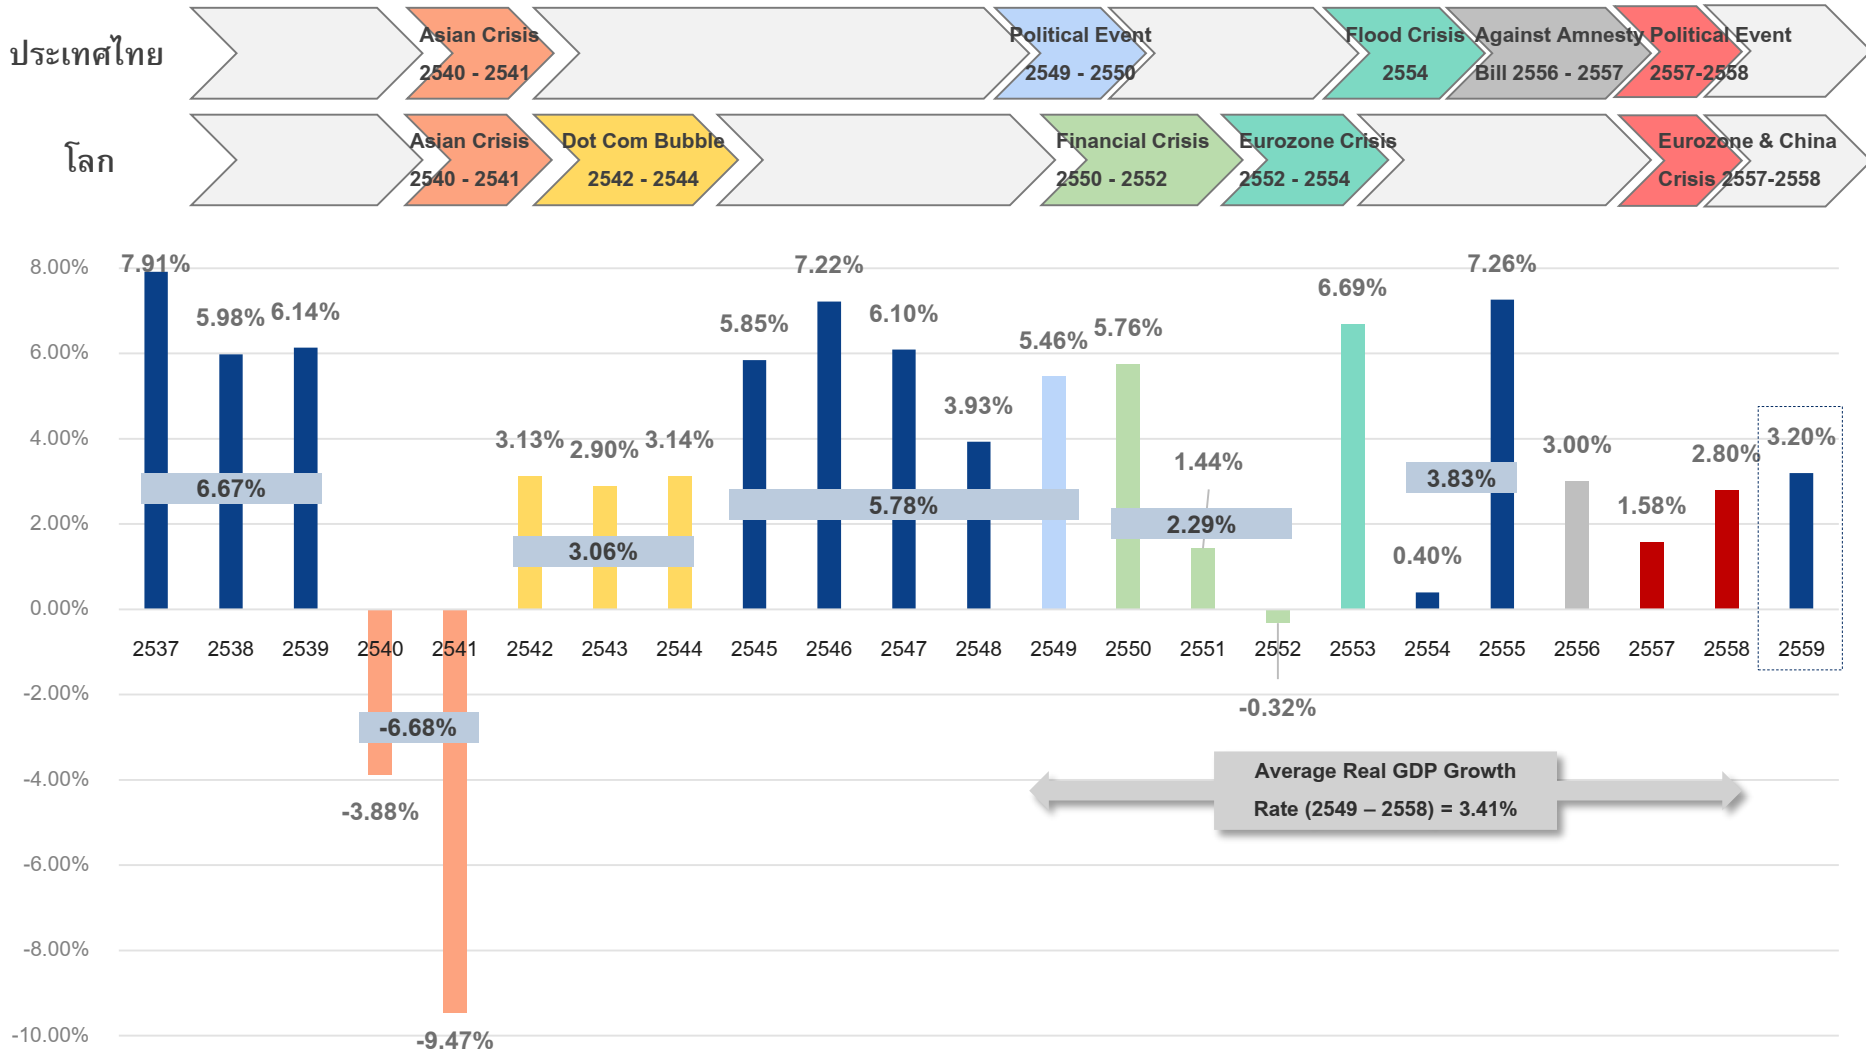 ประเทศไทย
Asian Crisis
2540 - 2541
Political Event
2549 - 2550
Flood Crisis
2554
Against Amnesty
Bill 2556 - 2557
Political Event
2557-2558
โลก
Asian Crisis
2540 - 2541
Dot Com Bubble
2542 - 2544
Financial Crisis
2550 - 2552
Eurozone Crisis
2552 - 2554
Eurozone & China
Crisis 2557-2558
8.00%
6.00%
4.00%
2.00%
0.00%
-2.00%
-4.00%
-6.00%
-8.00%
-10.00%
7.91%
5.98%
6.14%
-3.88%
-9.47%
3.13%
2.90%
3.14%
5.85%
7.22%
6.10%
3.93%
5.46%
5.76%
1.44%
-0.32%
6.69%
0.40%
7.26%
3.00%
1.58%
2.80%
3.20%
6.67%
-6.68%
3.06%
5.78%
2.29%
3.83%
2537 2538 2539 2540 2541 2542 2543 2544 2545 2546 2547 2548 2549 2550 2551 2552 2553 2554 2555 2556 2557 2558 2559
Average Real GDP Growth
Rate (2549 – 2558) = 3.41%